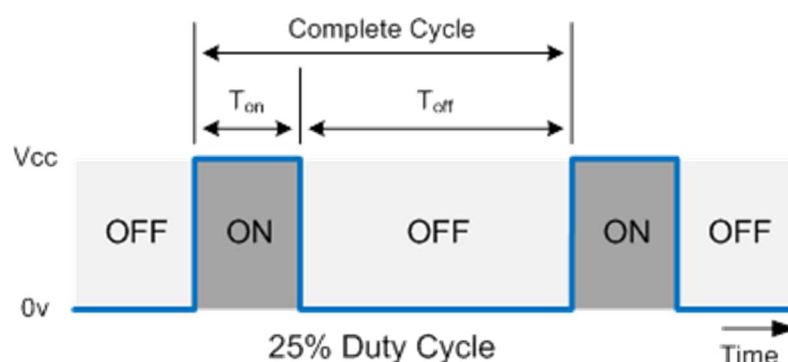 Complete Cycle
Ton Toff
Vcc
OFF ON OFF ON OFF
0v
25% Duty Cycle
Time